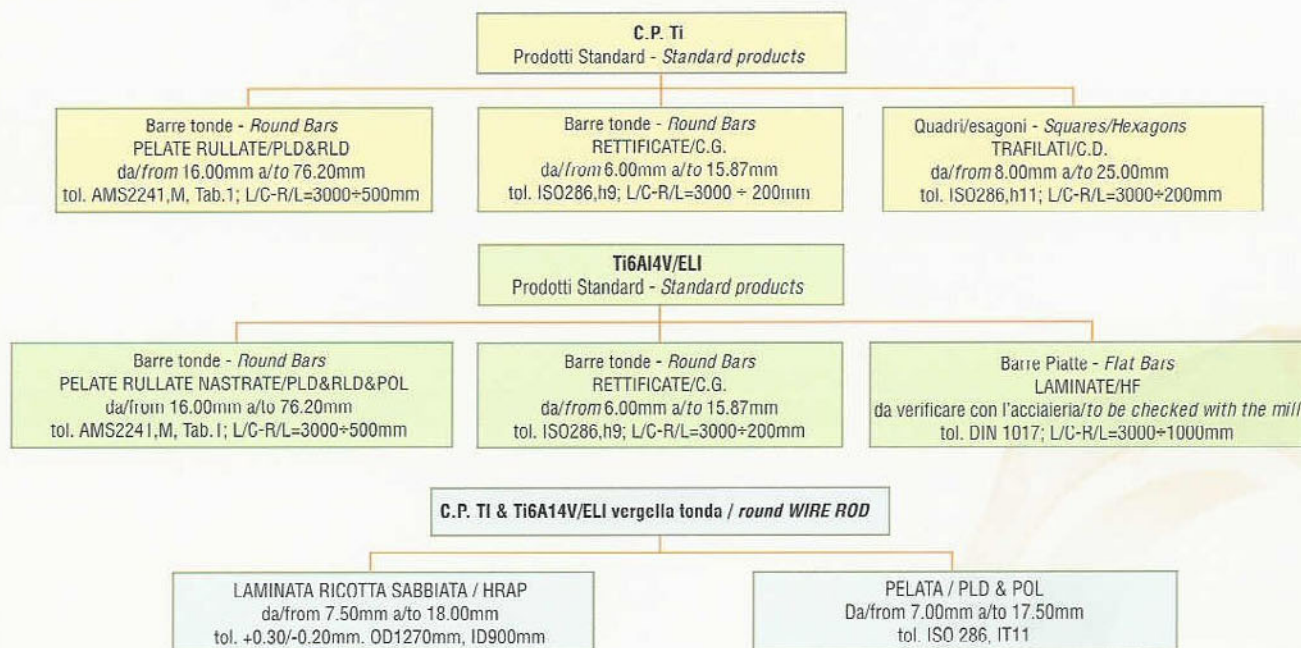 C.P. Ti
Prodotti Standard - Standard products
Barre tonde - Round Bars
PELATE RULLATE/PLD&RLD
da/from 16.00mm a/to 76.20mm
tol. AMS2241,M, Tab.1; L/C-R/L=3000÷500mm
Barre tonde - Round Bars
RETTIFICATE/C.G.
da/from 6.00mm a/to 15.87mm
tol. ISO286,h9; L/C-R/L=3000 ÷ 200mm
Quadri/esagoni - Squares/Hexagons
TRAFILATI/C.D.
da/from 8.00mm a/to 25.00mm
tol. ISO286,h11; L/C-R/L=3000÷200mm
Ti6Al4V/ELI
Prodotti Standard - Standard products
Barre tonde - Round Bars
PELATE RULLATE NASTRATE/PLD&RLD&POL
da/from 16.00mm a/to 76.20mm
tol. AMS2241,M, Tab.1; L/C-R/L=3000÷500mm
Barre tonde - Round Bars
RETTIFICATE/C.G.
da/from 6.00mm a/to 15.87mm
tol. ISO286,h9; L/C-R/L=3000÷200mm
Barre Piatte - Flat Bars
LAMINATE/HF
da verificare con l'acciaieria/to be checked with the mill
tol. DIN 1017; L/C-R/L=3000÷1000mm
C.P. TI & Ti6A14V/ELI vergella tonda / round WIRE ROD
LAMINATA RICOTTA SABBIATA / HRAP
da/from 7.50mm a/to 18.00mm
tol. +0.30/-0.20mm. OD1270mm, ID900mm
PELATA / PLD & POL
Da/from 7.00mm a/to 17.50mm
tol. ISO 286, IT11